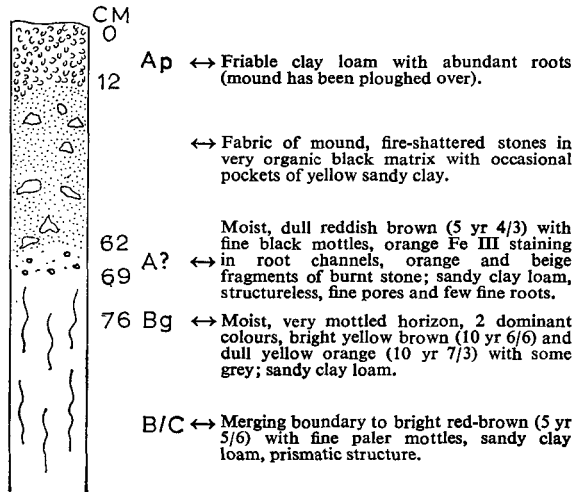 CM
0
Ap ↔ Friable clay loam with abundant roots
12 (mound has been ploughed over).
↔ Fabric of mound, fire-shattered stones in
very organic black matrix with occasional
pockets of yellow sandy clay.
Moist, dull reddish brown (5 yr 4/3) with
62 fine black mottles, orange Fe III staining
A? ↔ in root channels, orange and beige
69 fragments of burnt stone; sandy clay loam,
structureless, fine pores and few fine roots.
76 Bg ↔ Moist, very mottled horizon, 2 dominant
colours, bright yellow brown (10 yr 6/6) and
dull yellow orange (10 yr 7/3) with some
grey; sandy clay loam.
B/C ↔ Merging boundary to bright red-brown (5 yr
5/6) with fine paler mottles, sandy clay
loam, prismatic structure.